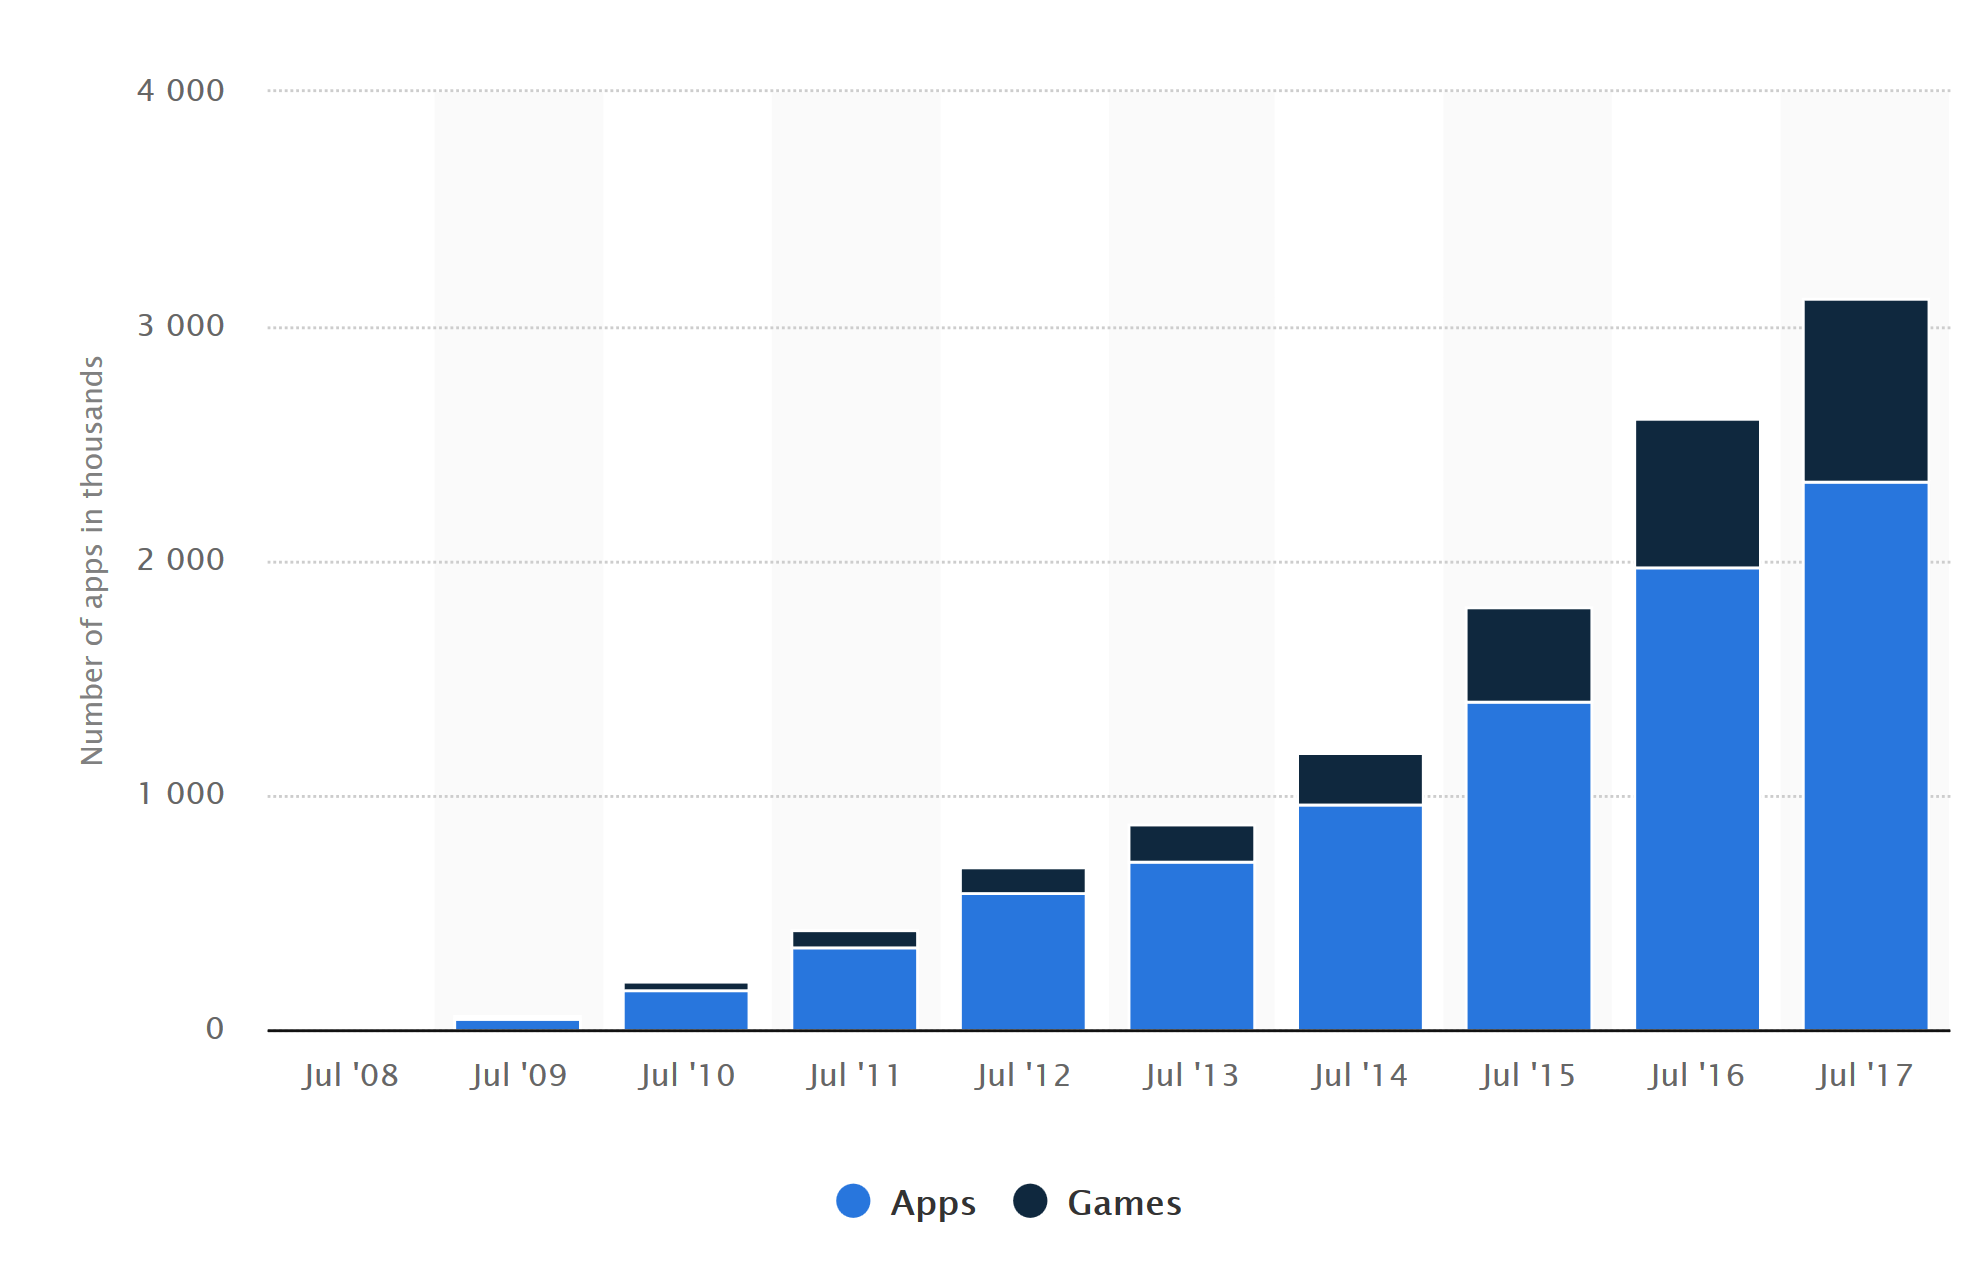 Number of apps in thousands
4 000
3 000
2 000
1 000
0
Jul '08 Jul '09 Jul '10 Jul '11 Jul '12 Jul '13 Jul '14 Jul '15 Jul '16 Jul '17
Apps Games